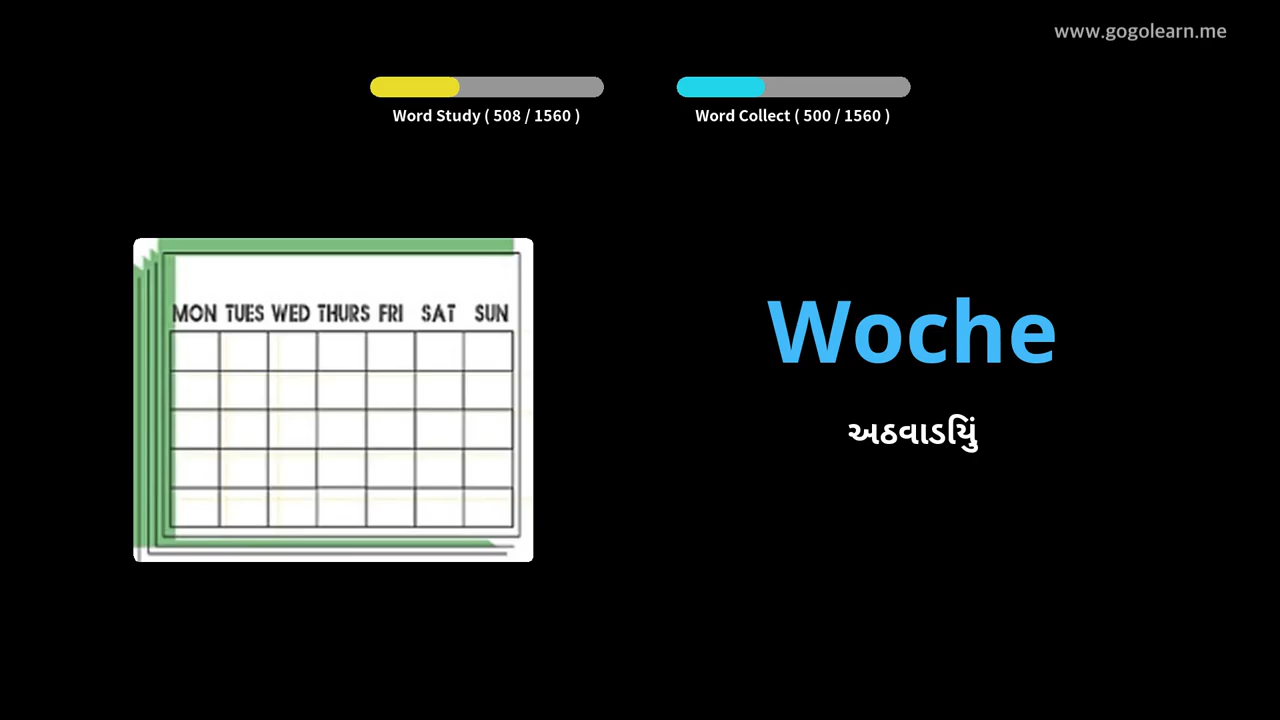 www.gogolearn.me
Word Study ( 508 / 1560 )
Word Collect ( 500 / 1560 )
MON TUES WED THURS FRI SAT SUN
Woche
અઠવાડિયું